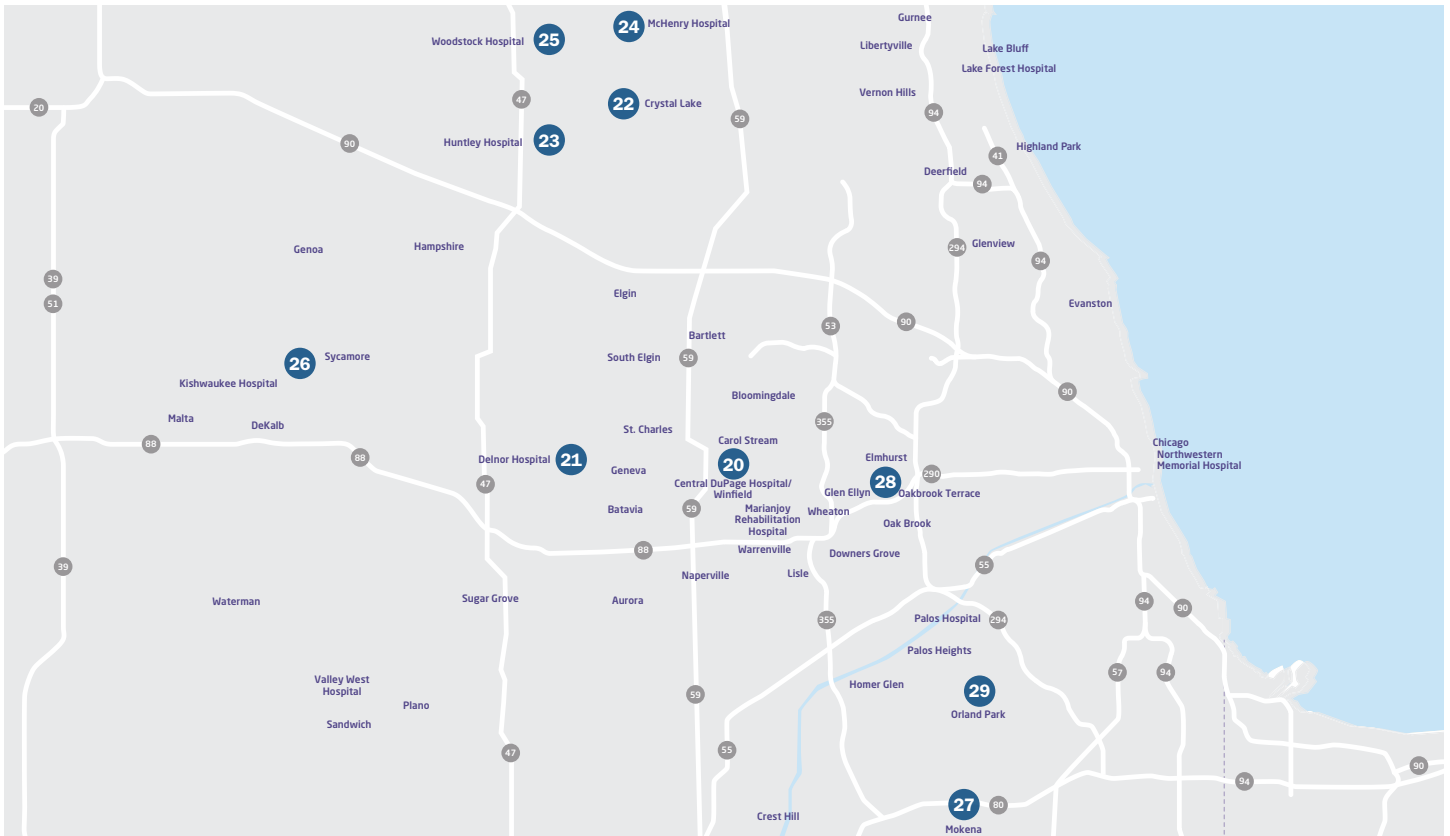 Gurnee
24 McHenry Hospital
Woodstock Hospital 25
Libertyville
Lake Bluff
Lake Forest Hospital
Vernon Hills
20
47
22 Crystal Lake
59
94
90
Huntley Hospital 23
41
Highland Park
Deerfield
94
Genoa
Hampshire
294
Glenview
94
39
51
Elgin
Evanston
53
90
Bartlett
26 Sycamore
South Elgin
59
Kishwaukee Hospital
Bloomingdale
90
Malta
DeKalb
355
St. Charles
88
88
Carol Stream
Chicago
Northwestern
Memorial Hospital
Delnor Hospital 21
Geneva
20
Elmhurst
28
290
47
Central DuPage Hospital/
Winfield
Glen Ellyn
Oakbrook Terrace
Batavia
59
Marianjoy
Rehabilitation
Hospital
Wheaton
Oak Brook
88
Warrenville
Downers Grove
39
Naperville
Lisle
55
Waterman
Sugar Grove
Aurora
94
90
355
Palos Hospital
294
Palos Heights
Valley West
Hospital
57
94
Homer Glen
29
Orland Park
59
Plano
Sandwich
47
55
90
94
27
80
Crest Hill
Mokena